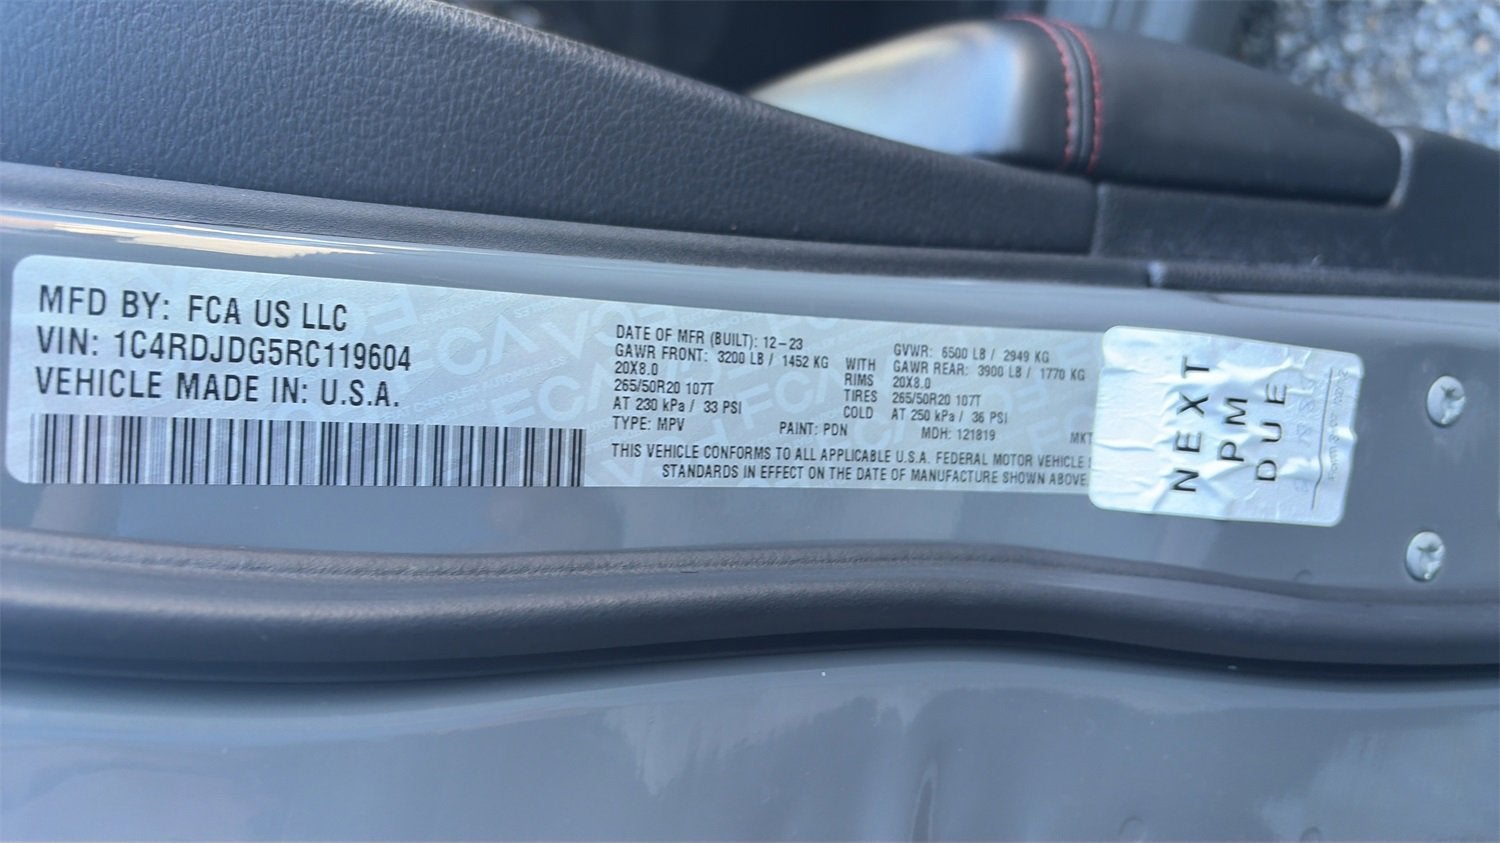 MFD BY: FCA US LLC
VIN: 1C4RDJDG5RC119604
VEHICLE MADE IN: U.S.A.
DATE OF MFR (BUILT): 12-23
GAWR FRONT: 3200 LB / 1452 KG
20X8.0
265/50R20 107T
AT 230 kPa / 33 PSI
TYPE: MPV
WITH
RIMS
TIRES
COLD
GVWR: 6500 LB / 2949 KG
GAWR REAR: 3900 LB / 1770 KG
20X8.0
265/50R20 107T
AT 250 kPa / 36 PSI
PAINT: PDN
MDH: 121819
MKT
THIS VEHICLE CONFORMS TO ALL APPLICABLE U.S.A. FEDERAL MOTOR VEHICLE
STANDARDS IN EFFECT ON THE DATE OF MANUFACTURE SHOWN ABOVE.
NEXT
PM
DUE